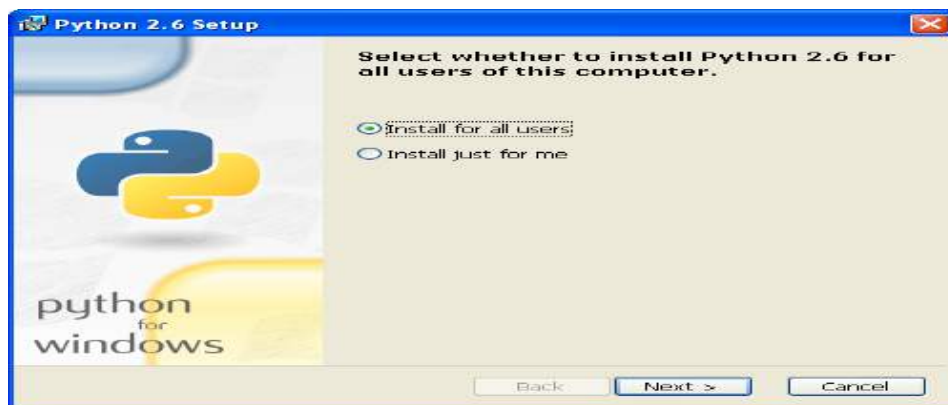 Python 2.6 Setup
Select whether to install Python 2.6 for
all users of this computer.
Install for all users
Install just for me
python
for
windows
Back
Next >
Cancel